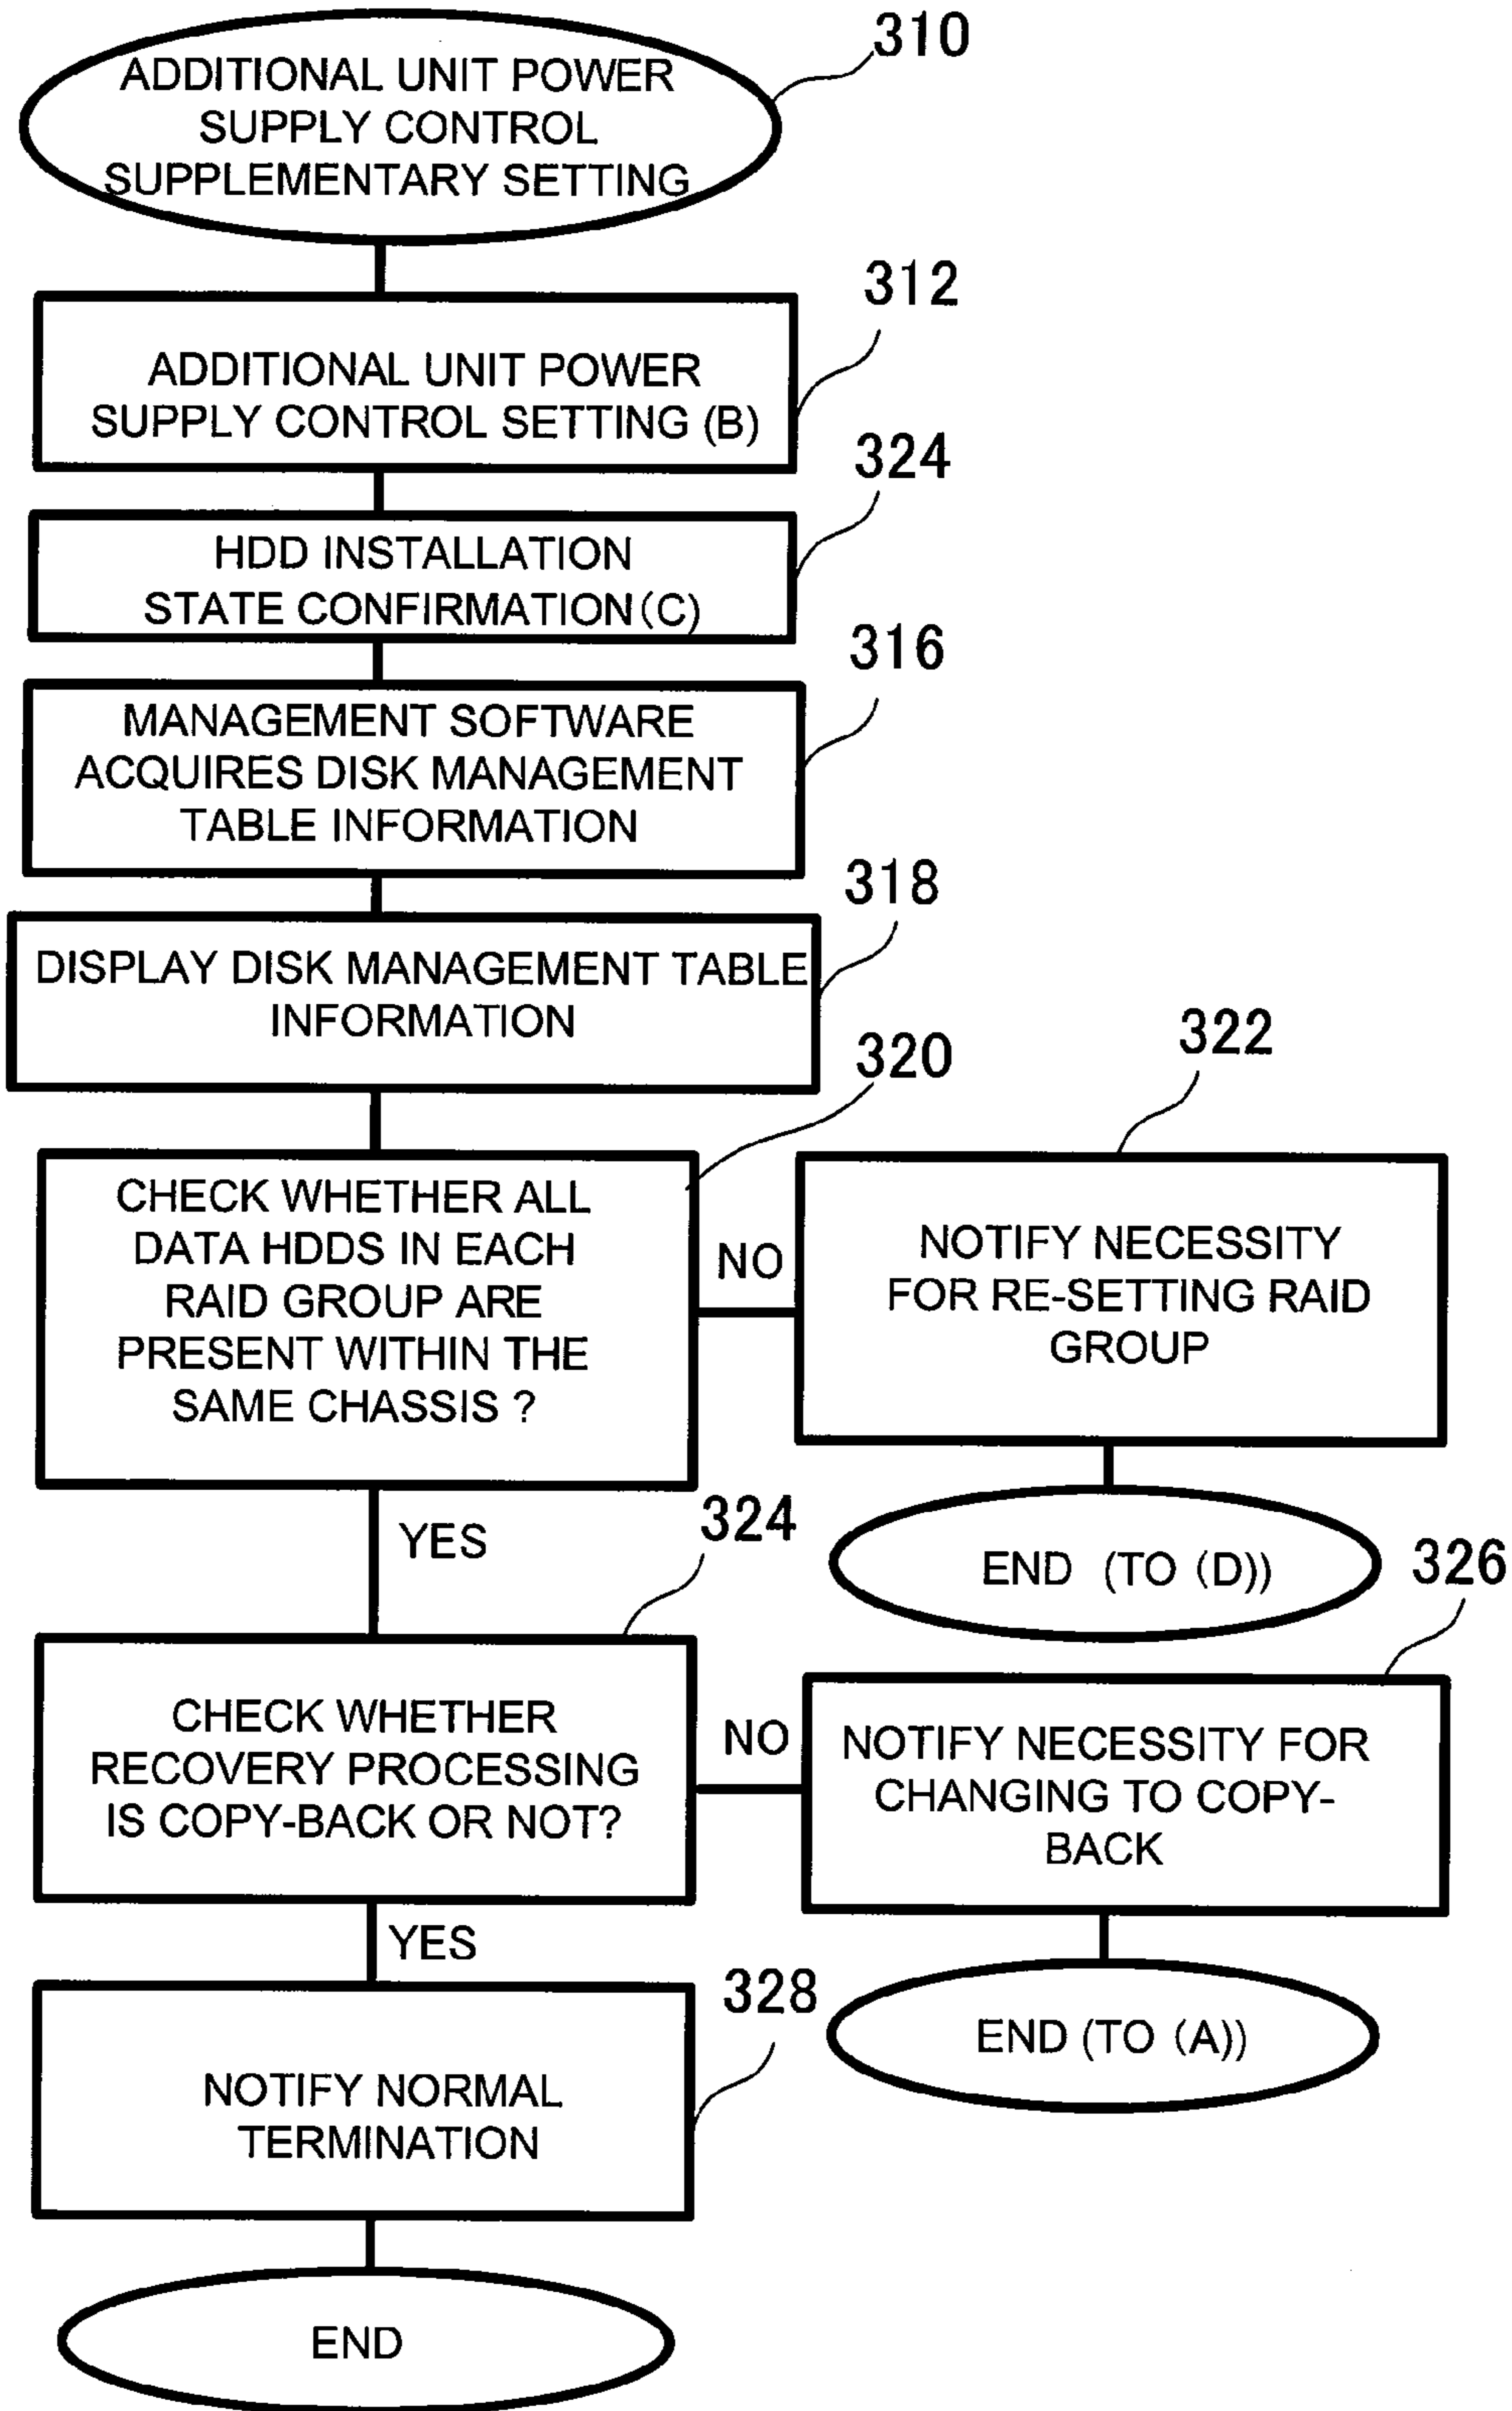 310
ADDITIONAL UNIT POWER
SUPPLY CONTROL
SUPPLEMENTARY SETTING
312
ADDITIONAL UNIT POWER
SUPPLY CONTROL SETTING (B)
324
HDD INSTALLATION
STATE CONFIRMATION (C)
316
MANAGEMENT SOFTWARE
ACQUIRES DISK MANAGEMENT
TABLE INFORMATION
318
DISPLAY DISK MANAGEMENT TABLE
INFORMATION
320
CHECK WHETHER ALL
DATA HDDS IN EACH
RAID GROUP ARE
PRESENT WITHIN THE
SAME CHASSIS ?
NO
322
NOTIFY NECESSITY
FOR RE-SETTING RAID
GROUP
END (TO (D))
YES
324
CHECK WHETHER
RECOVERY PROCESSING
IS COPY-BACK OR NOT?
NO
326
NOTIFY NECESSITY FOR
CHANGING TO COPY-
BACK
END (TO (A))
YES
328
NOTIFY NORMAL
TERMINATION
END